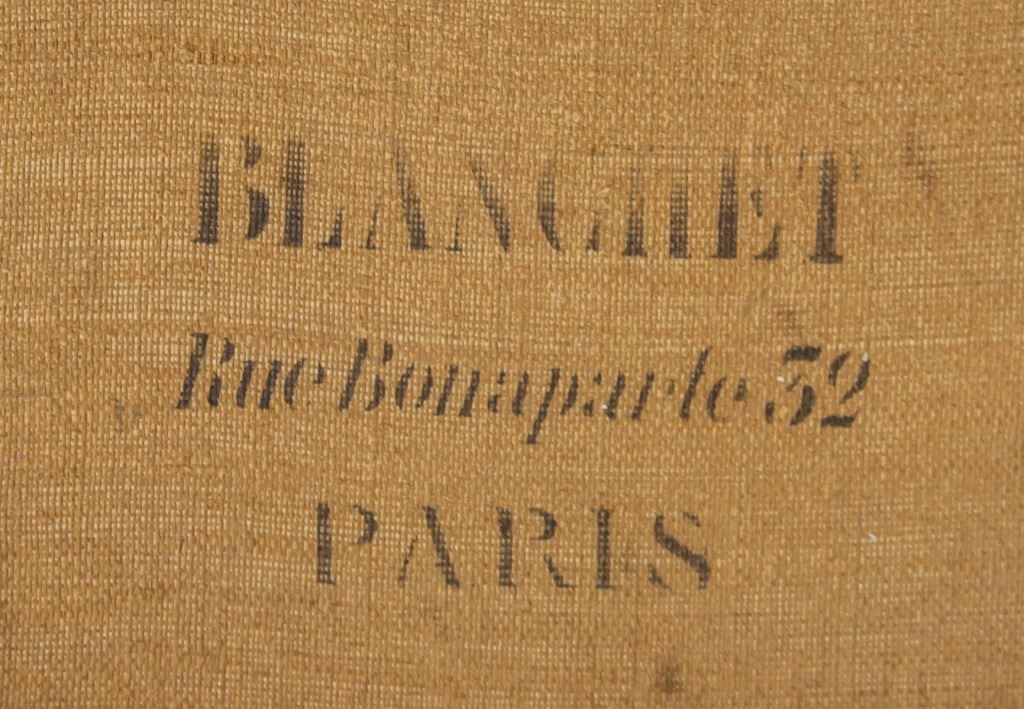 BLANCHET
Rue Bonaparte 32
PARIS